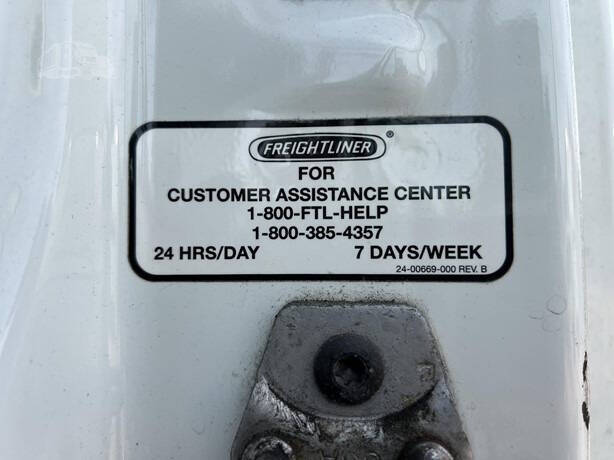 FREIGHTLINER®
FOR
CUSTOMER ASSISTANCE CENTER
1-800-FTL-HELP
1-800-385-4357
24 HRS/DAY 7 DAYS/WEEK
24-00669-000 REV. B